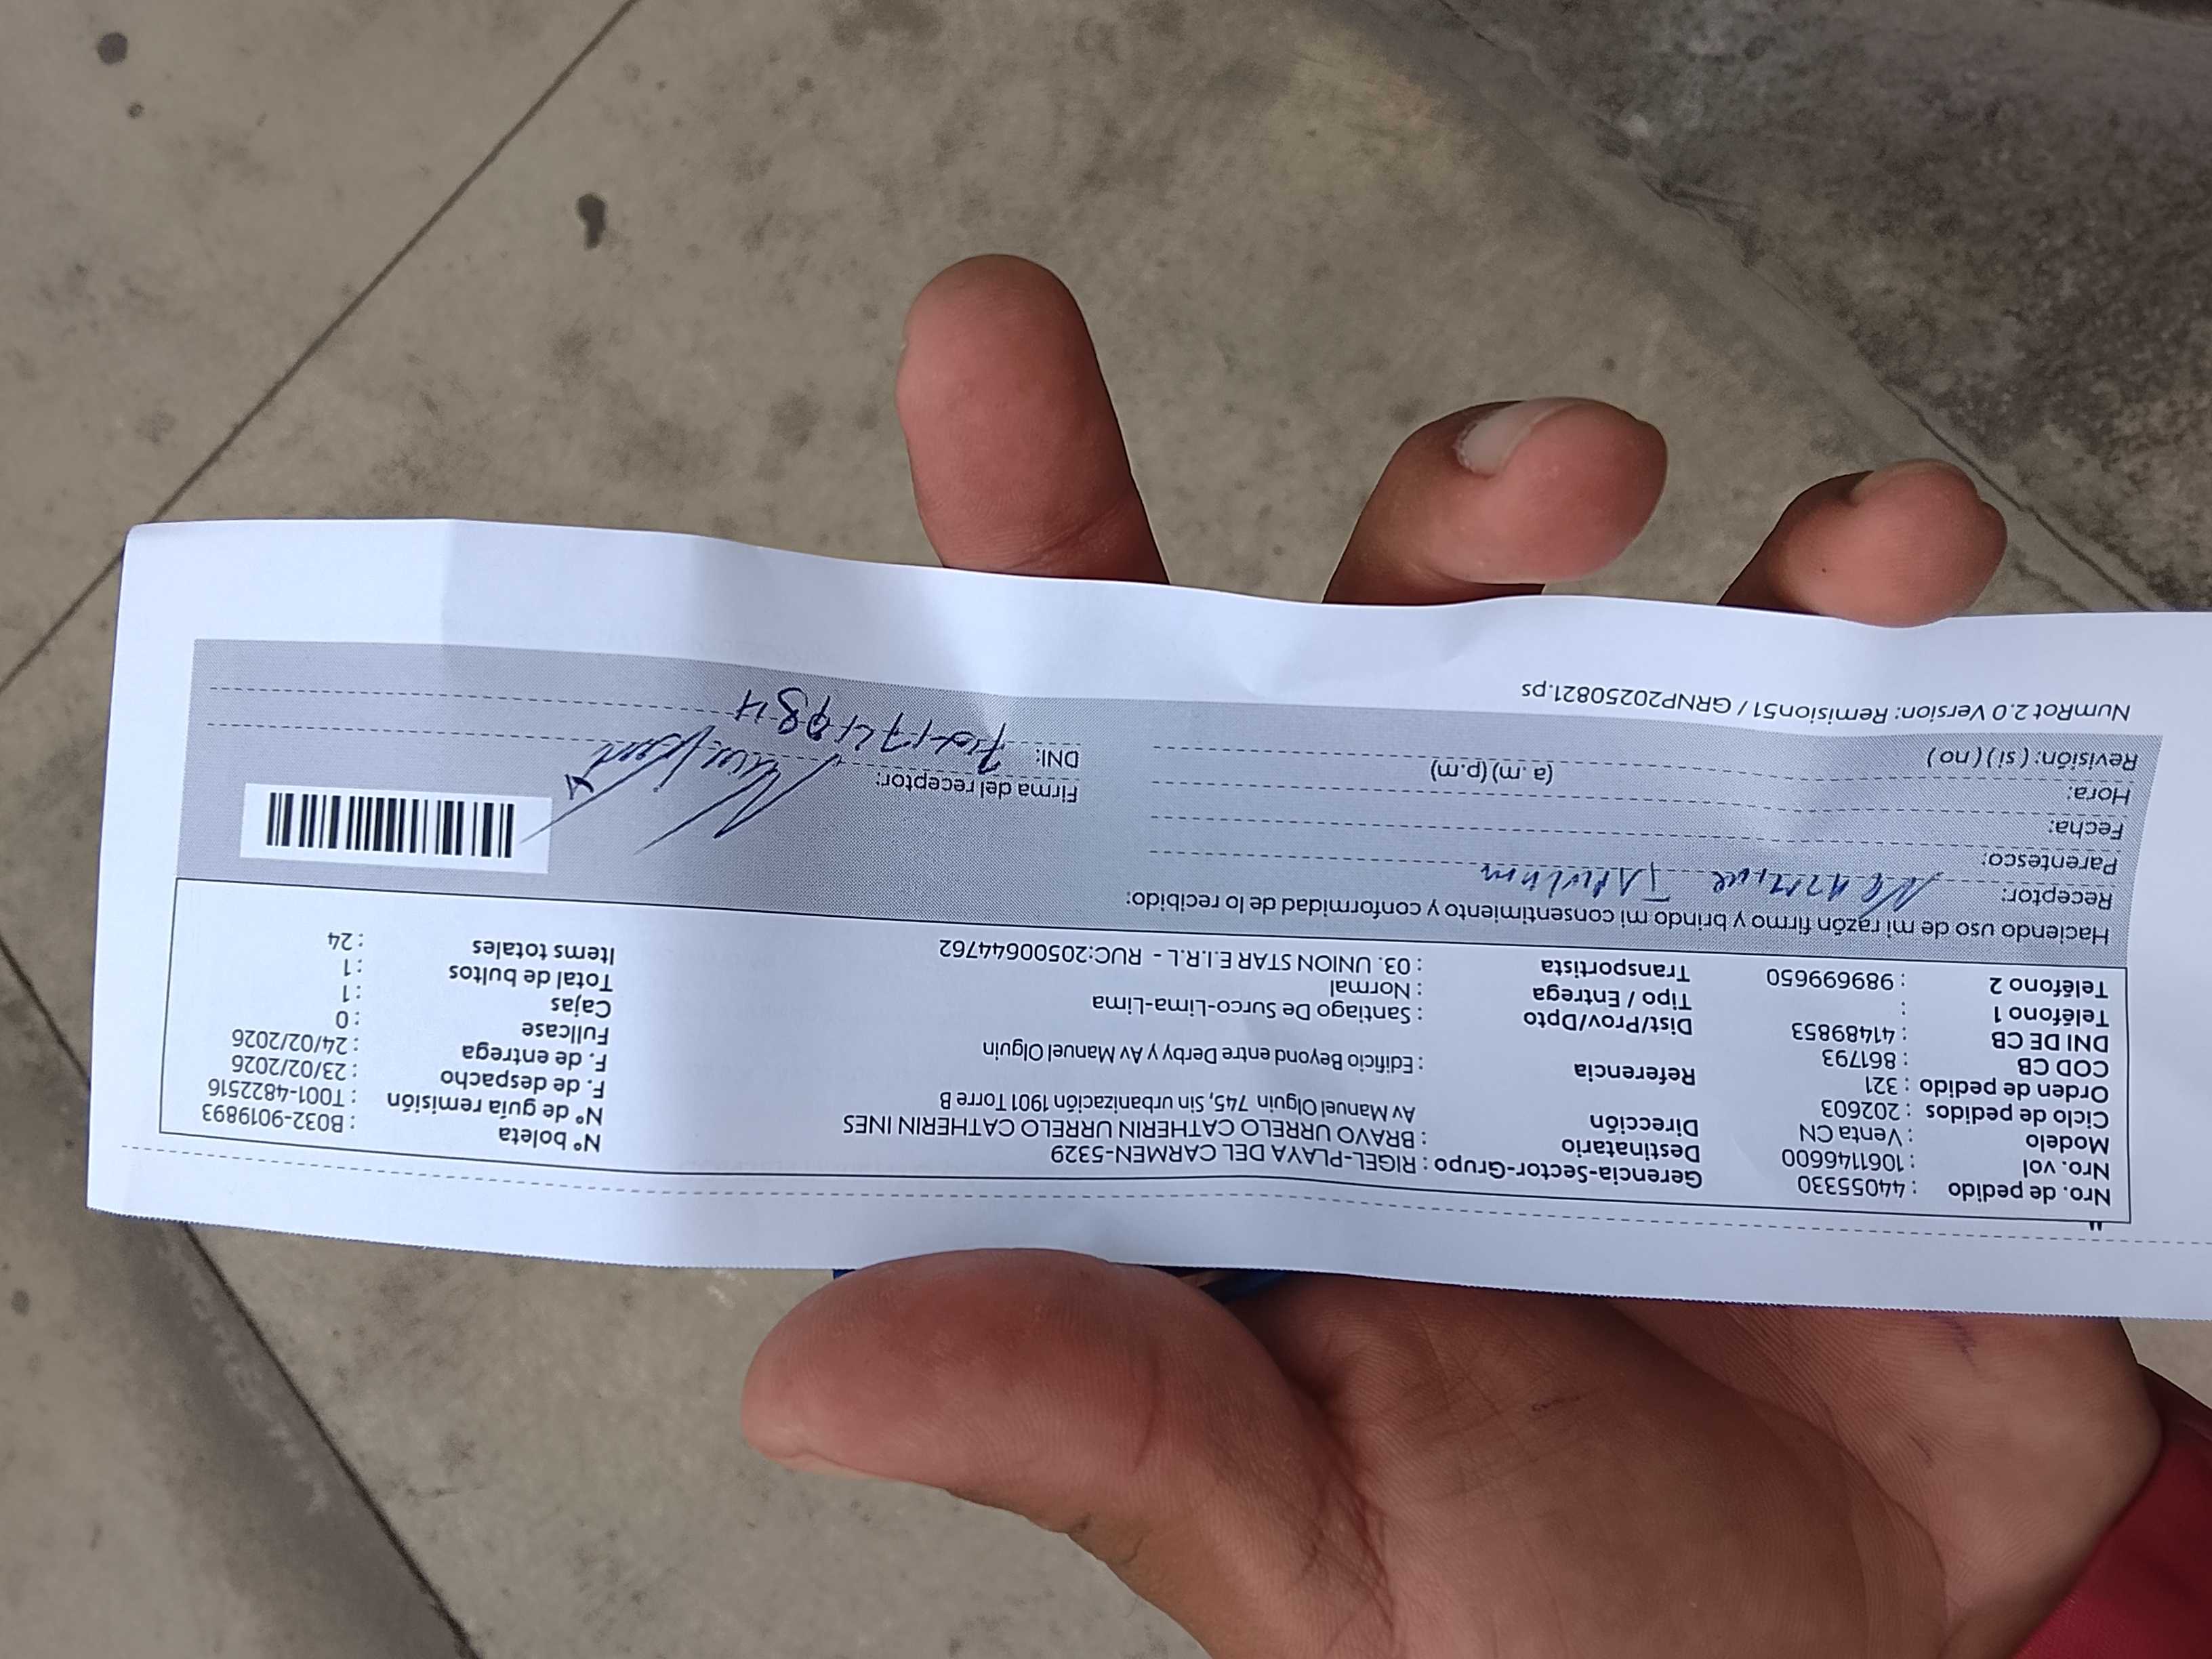 Nro. de pedido : 44055330
Nro. vol : 1061146600
Modelo : Venta CN
Ciclo de pedidos : 202603
Orden de pedido : 321
COD CB : 861793
DNI DE CB : 41489853
Teléfono 1 :
Teléfono 2 : 989699650
Gerencia-Sector-Grupo : RIGEL-PLAYA DEL CARMEN-5329
Destinatario : BRAVO URRELO CATHERIN URRELO CATHERIN INES
Dirección Av Manuel Olguin 745, Sin urbanización 1901 Torre B
Referencia : Edificio Beyond entre Derby y Av Manuel Olguin
Dist/Prov/Dpto : Santiago De Surco-Lima-Lima
Tipo / Entrega : Normal
Transportista : 03. UNION STAR E.I.R.L - RUC:20500644762
Nº boleta : B032-9019893
Nº de guía remisión : T001-4822516
F. de despacho : 23/02/2026
F. de entrega : 24/02/2026
Fullcase : 0
Cajas : 1
Total de bultos : 1
Items totales : 24
Haciendo uso de mi razón firmo y brindo mi consentimiento y conformidad de lo recibido:
Receptor:
Parentesco:
Fecha:
Hora: (a .m) (p.m)
Revisión: ( si ) ( no )
Firma del receptor:
DNI:
NumRot 2.0 Version: Remision51 / GRNP20250821.ps